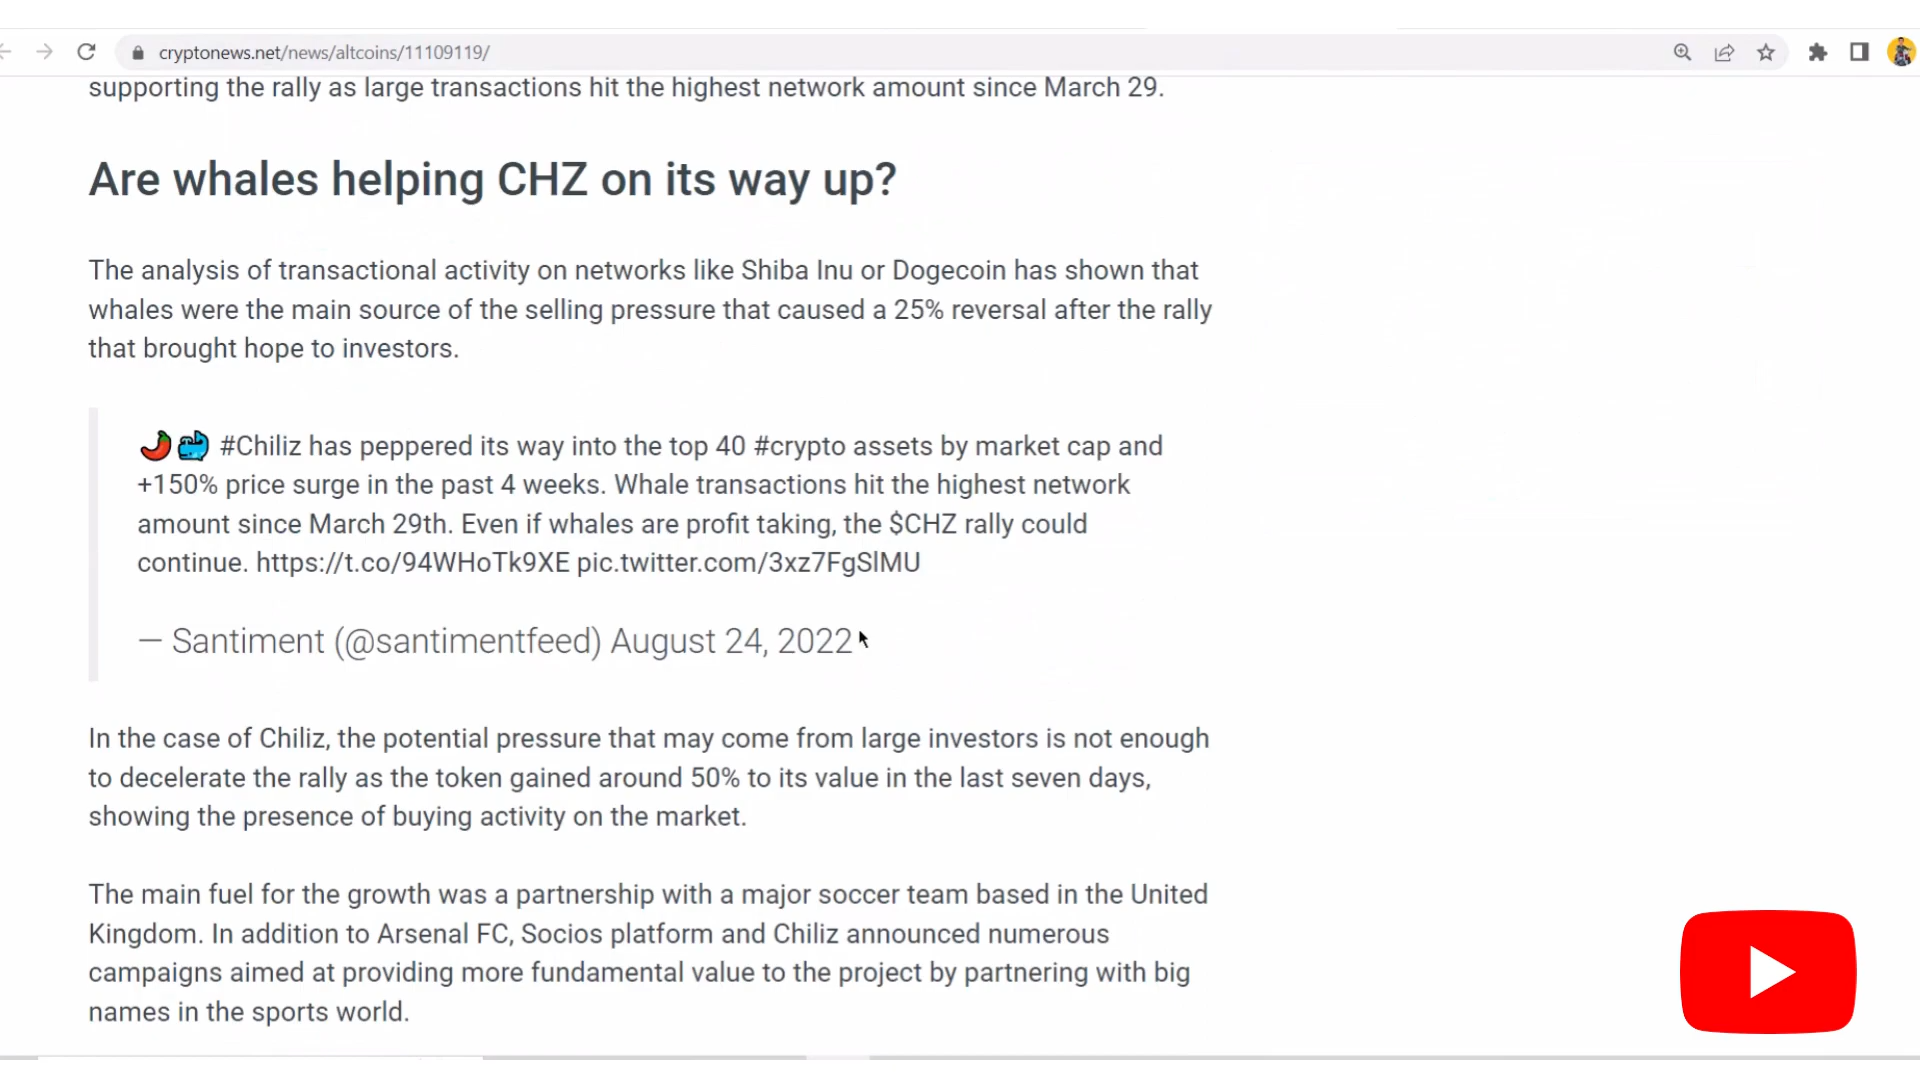 cryptonews.net/news/altcoins/11109119/
supporting the rally as large transactions hit the highest network amount since March 29.
Are whales helping CHZ on its way up?
The analysis of transactional activity on networks like Shiba Inu or Dogecoin has shown that
whales were the main source of the selling pressure that caused a 25% reversal after the rally
that brought hope to investors.
🌶️🐳 #Chiliz has peppered its way into the top 40 #crypto assets by market cap and
+150% price surge in the past 4 weeks. Whale transactions hit the highest network
amount since March 29th. Even if whales are profit taking, the $CHZ rally could
continue. https://t.co/94WHoTk9XE pic.twitter.com/3xz7FgSlMU
— Santiment (@santimentfeed) August 24, 2022
In the case of Chiliz, the potential pressure that may come from large investors is not enough
to decelerate the rally as the token gained around 50% to its value in the last seven days,
showing the presence of buying activity on the market.
The main fuel for the growth was a partnership with a major soccer team based in the United
Kingdom. In addition to Arsenal FC, Socios platform and Chiliz announced numerous
campaigns aimed at providing more fundamental value to the project by partnering with big
names in the sports world.